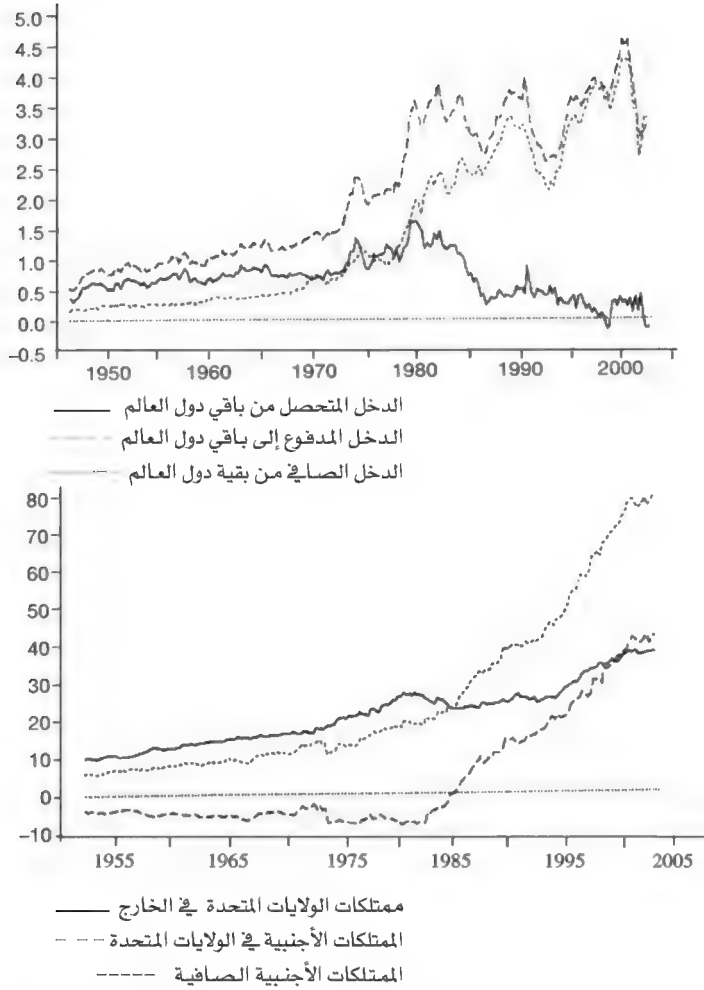 5.0
4.5
4.0
3.5
3.0
2.5
2.0
1.5
1.0
0.5
0.0
–0.5
1950 1960 1970 1980 1990 2000
الدخل المتحصل من باقي دول العالم
الدخل المدفوع إلى باقي دول العالم
الدخل الصافي من بقية دول العالم
80
70
60
50
40
30
20
10
0
–10
1955 1965 1975 1985 1995 2005
ممتلكات الولايات المتحدة في الخارج
الممتلكات الأجنبية في الولايات المتحدة
الممتلكات الأجنبية الصافية